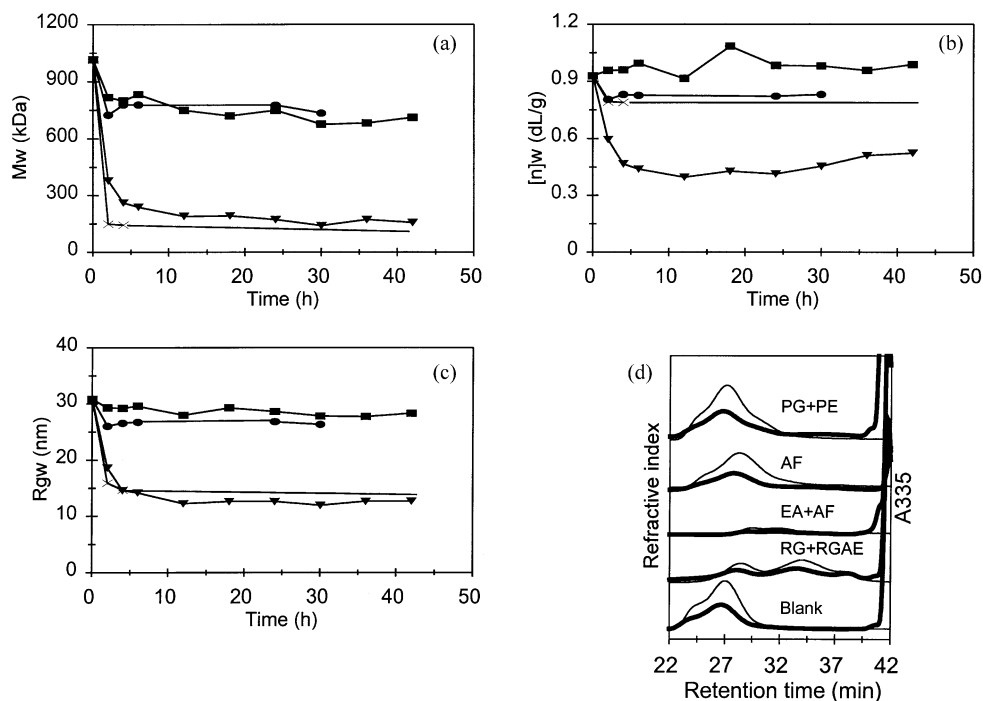 (a)
1200
900
600
300
0
Mw (kDa)
0 10 20 30 40 50
Time (h)
(b)
1.2
0.9
0.6
0.3
0
[n]w (dL/g)
0 10 20 30 40 50
Time (h)
(c)
40
30
20
10
0
Rgw (nm)
0 10 20 30 40 50
Time (h)
(d)
PG+PE
AF
EA+AF
RG+RGAE
Blank
Refractive index
A335
22 27 32 37 42
Retention time (min)